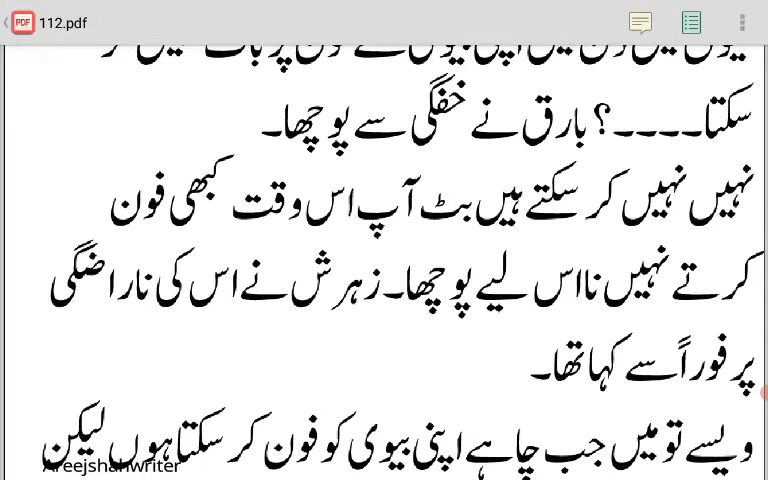 112.pdf
سکتا۔۔۔۔؟ بارق نے خفگی سے پوچھا۔
نہیں نہیں کر سکتے ہیں بٹ آپ اس وقت کبھی فون
کرتے نہیں نا اس لیے پوچھا۔ زہرش نے اس کی ناراضگی
پر فوراً سے کہا تھا۔
ویسے تو میں جب چاہے اپنی بیوی کو فون کر سکتا ہوں لیکن
Areejshahwriter